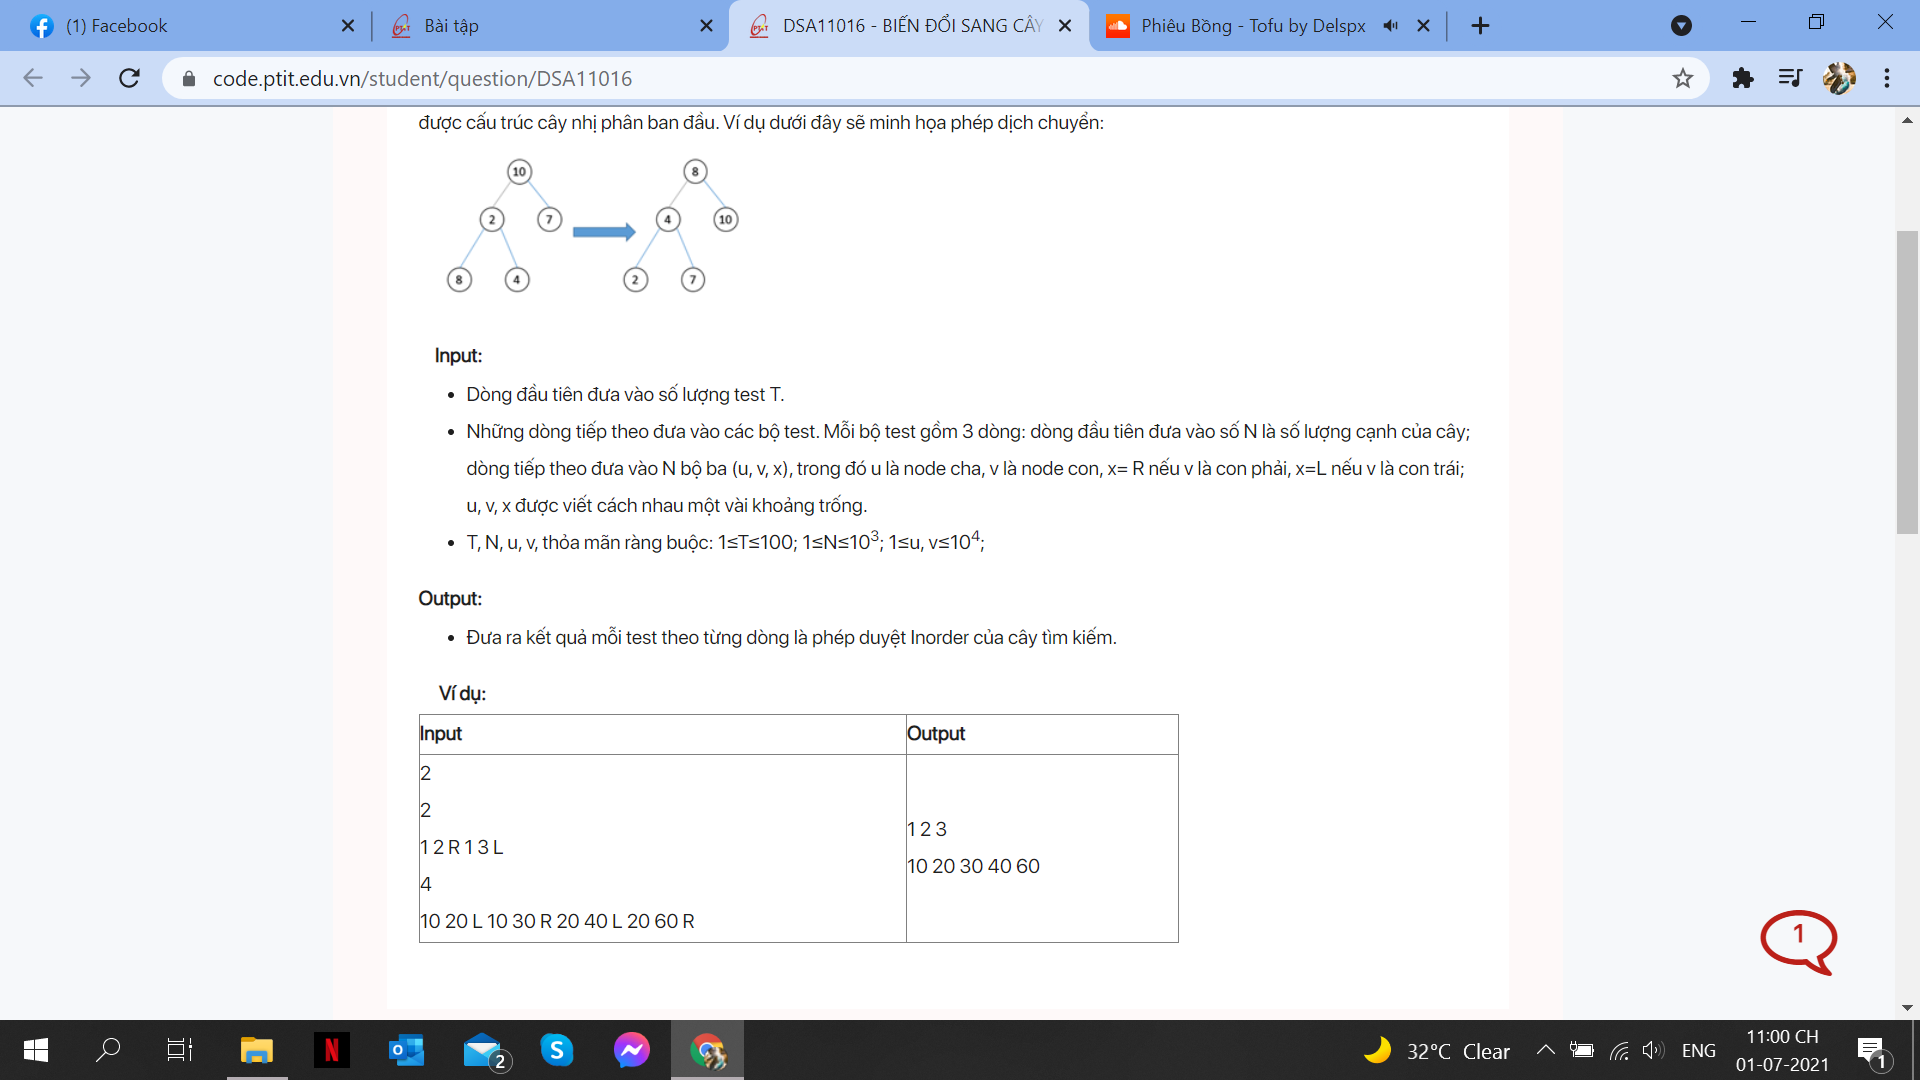 (1) Facebook
Bài tập
DSA11016 - BIẾN ĐỔI SANG CÂY
Phiêu Bồng - Tofu by Delspx
code.ptit.edu.vn/student/question/DSA11016
được cấu trúc cây nhị phân ban đầu. Ví dụ dưới đây sẽ minh họa phép dịch chuyển:
10 8
2 7 4 10
8 4 2 7
Input:
• Dòng đầu tiên đưa vào số lượng test T.
• Những dòng tiếp theo đưa vào các bộ test. Mỗi bộ test gồm 3 dòng: dòng đầu tiên đưa vào số N là số lượng cạnh của cây;
dòng tiếp theo đưa vào N bộ ba (u, v, x), trong đó u là node cha, v là node con, x= R nếu v là con phải, x=L nếu v là con trái;
u, v, x được viết cách nhau một vài khoảng trống.
• T, N, u, v, thỏa mãn ràng buộc: 1≤T≤100; 1≤N≤10³; 1≤u, v≤10⁴;
Output:
• Đưa ra kết quả mỗi test theo từng dòng là phép duyệt Inorder của cây tìm kiếm.
Ví dụ:
Input Output
2
2
1 2 R 1 3 L
4
10 20 L 10 30 R 20 40 L 20 60 R
1 2 3
10 20 30 40 60
1
2
32°C Clear
ENG
11:00 CH
01-07-2021
1